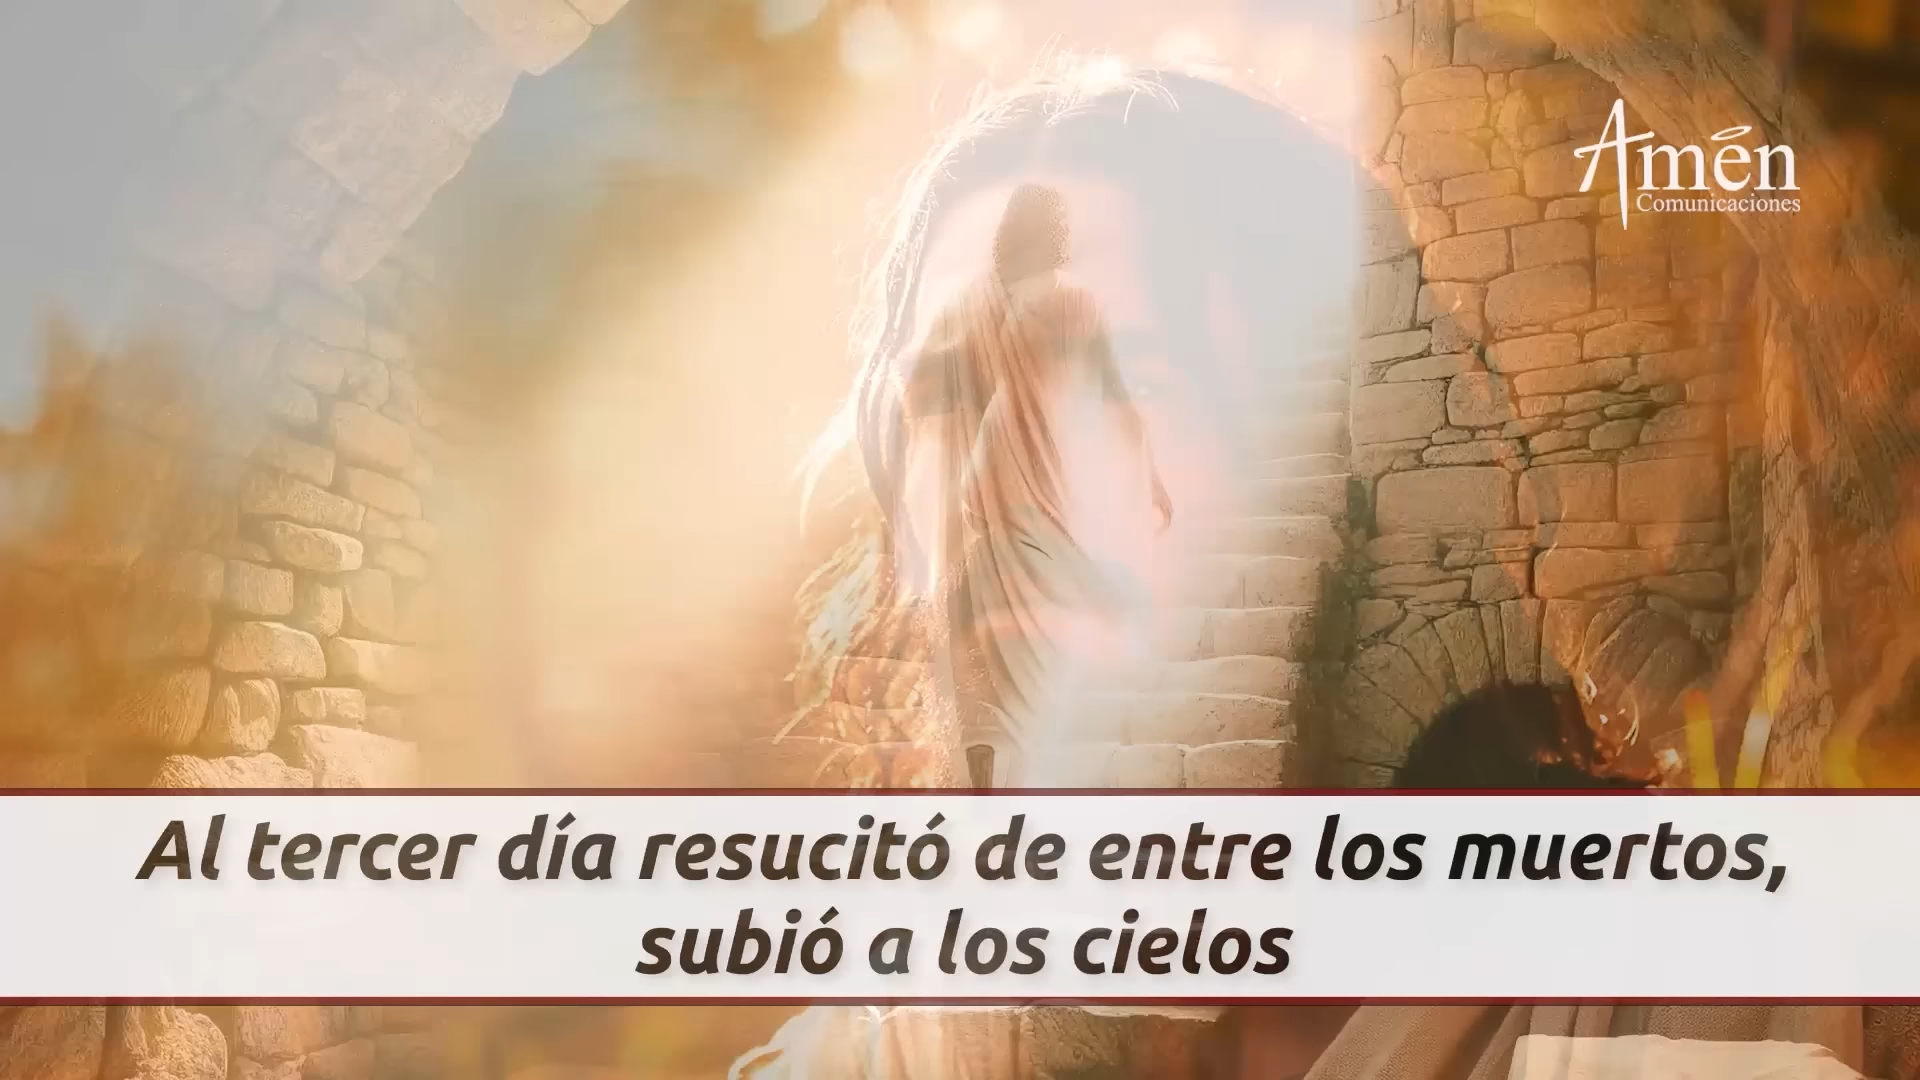 Amén
Comunicaciones
Al tercer día resucitó de entre los muertos,
subió a los cielos